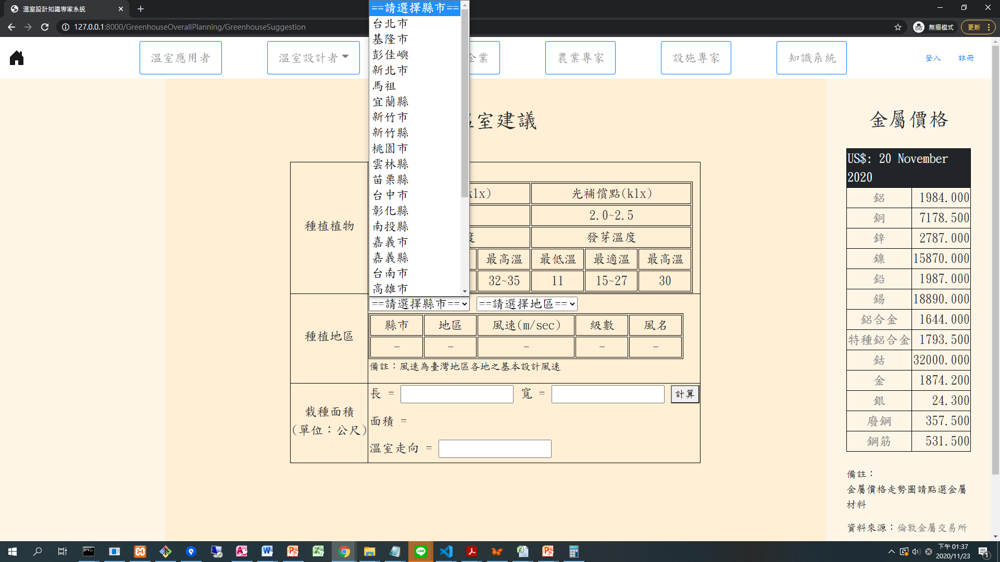 溫室設計知識專家系統
127.0.0.1:8000/GreenhouseOverallPlanning/GreenhouseSuggestion
無痕模式
更新
溫室應用者
溫室設計者
企業
農業專家
設施專家
知識系統
登入
註冊
==請選擇縣市==
台北市
基隆市
彭佳嶼
新北市
馬祖
宜蘭縣
新竹市
新竹縣
桃園市
雲林縣
苗栗縣
台中市
彰化縣
南投縣
嘉義市
嘉義縣
台南市
高雄市
室建議
種植植物
klx)
光補償點(klx)
2.0~2.5
度
發芽溫度
最高溫
最低溫
最適溫
最高溫
32~35
11
15~27
30
種植地區
==請選擇縣市==
==請選擇地區==
縣市
地區
風速(m/sec)
級數
風名
-
-
-
-
-
備註：風速為臺灣地區各地之基本設計風速
栽種面積
(單位：公尺)
長 =
寬 =
計算
面積 =
溫室走向 =
金屬價格
US$: 20 November
2020
鋁 1984.000
銅 7178.500
鋅 2787.000
鎳 15870.000
鉛 1987.000
錫 18890.000
鋁合金 1644.000
特種鋁合金 1793.500
鈷 32000.000
金 1874.200
銀 24.300
廢鋼 357.500
鋼筋 531.500
備註：
金屬價格走勢圖請點選金屬
材料
資料來源：倫敦金屬交易所
下午 01:37
2020/11/23
1